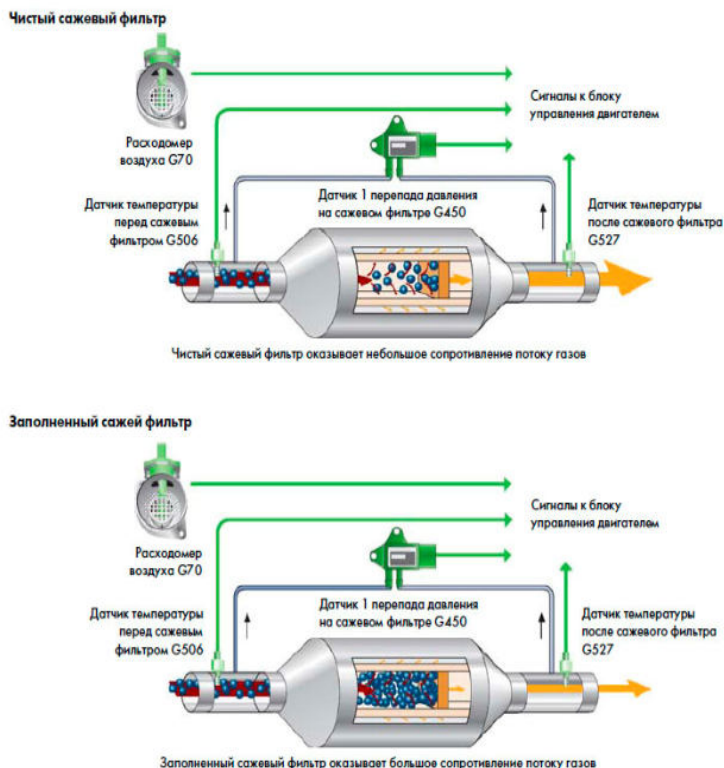 Чистый сажевый фильтр
Сигналы к блоку
управления двигателем
Расходомер
воздуха G70
Датчик температуры
перед сажевым
фильтром G506
Датчик 1 перепада давления
на сажевом фильтре G450
Датчик температуры
после сажевого фильтра
G527
Чистый сажевый фильтр оказывает небольшое сопротивление потоку газов
Заполненный сажей фильтр
Сигналы к блоку
управления двигателем
Расходомер
воздуха G70
Датчик температуры
перед сажевым
фильтром G506
Датчик 1 перепада давления
на сажевом фильтре G450
Датчик температуры
после сажевого фильтра
G527
Заполненный сажевый фильтр оказывает большое сопротивление потоку газов